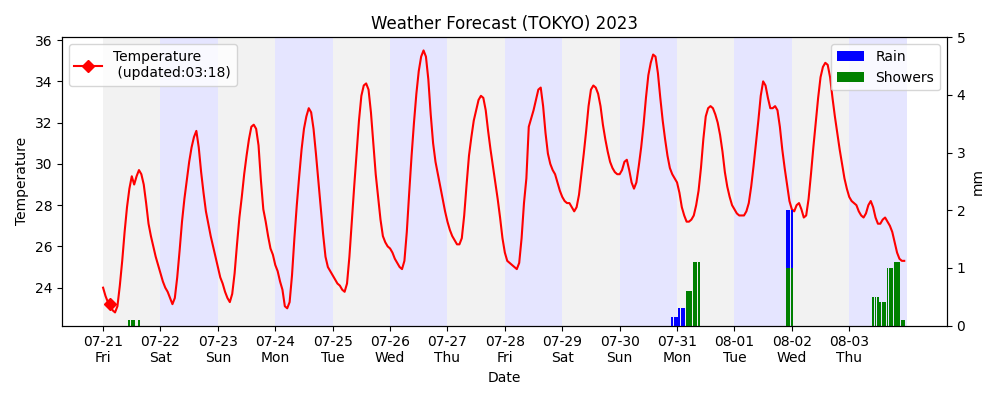 Weather Forecast (TOKYO) 2023
Temperature
(updated:03:18)
Rain
Showers
36
34
32
30
28
26
24
Temperature
5
4
3
2
1
0
mm
07-21 07-22 07-23 07-24 07-25 07-26 07-27 07-28 07-29 07-30 07-31 08-01 08-02 08-03
Fri Sat Sun Mon Tue Wed Thu Fri Sat Sun Mon Tue Wed Thu
Date